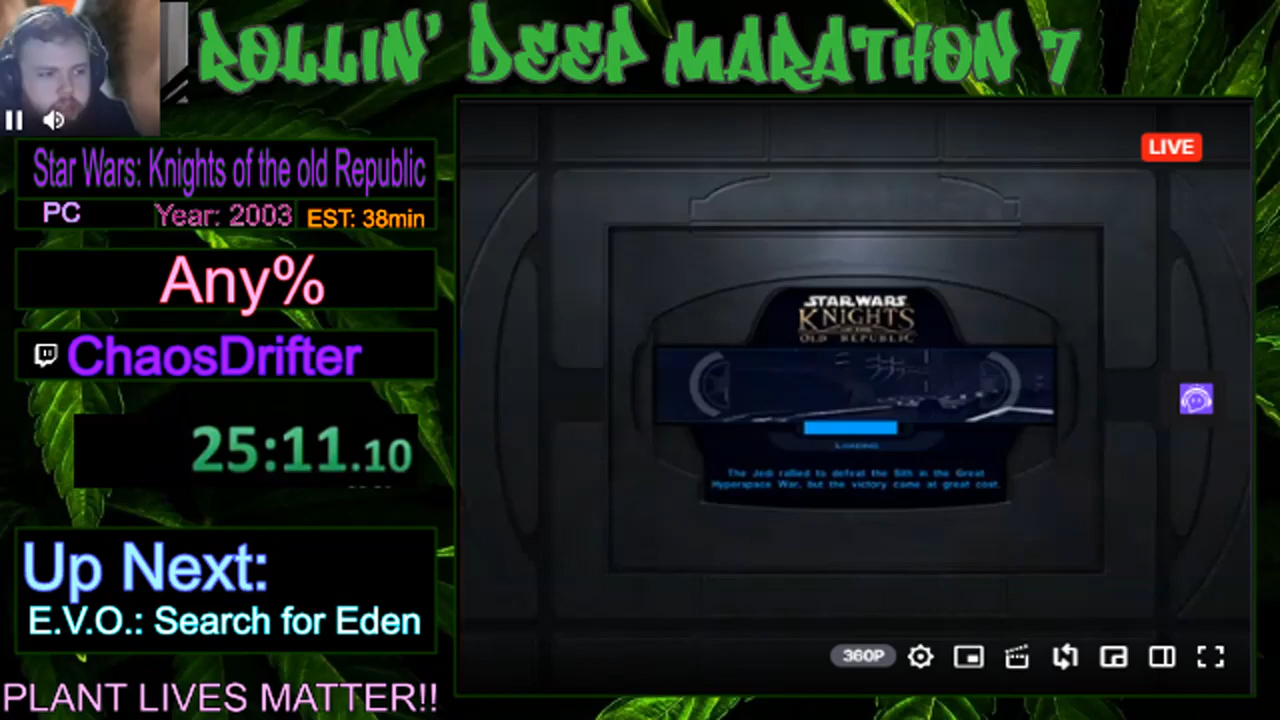 ROLLIN' DEEP MARATHON 7
Star Wars: Knights of the old Republic
PC Year: 2003 EST: 38min
Any%
ChaosDrifter
25:11.10
Up Next:
E.V.O.: Search for Eden
PLANT LIVES MATTER!!
LIVE
STAR WARS
KNIGHTS
OF THE
OLD REPUBLIC
LOADING
The Jedi rallied to defeat the Sith in the Great
Hyperspace War, but the victory came at great cost.
360P